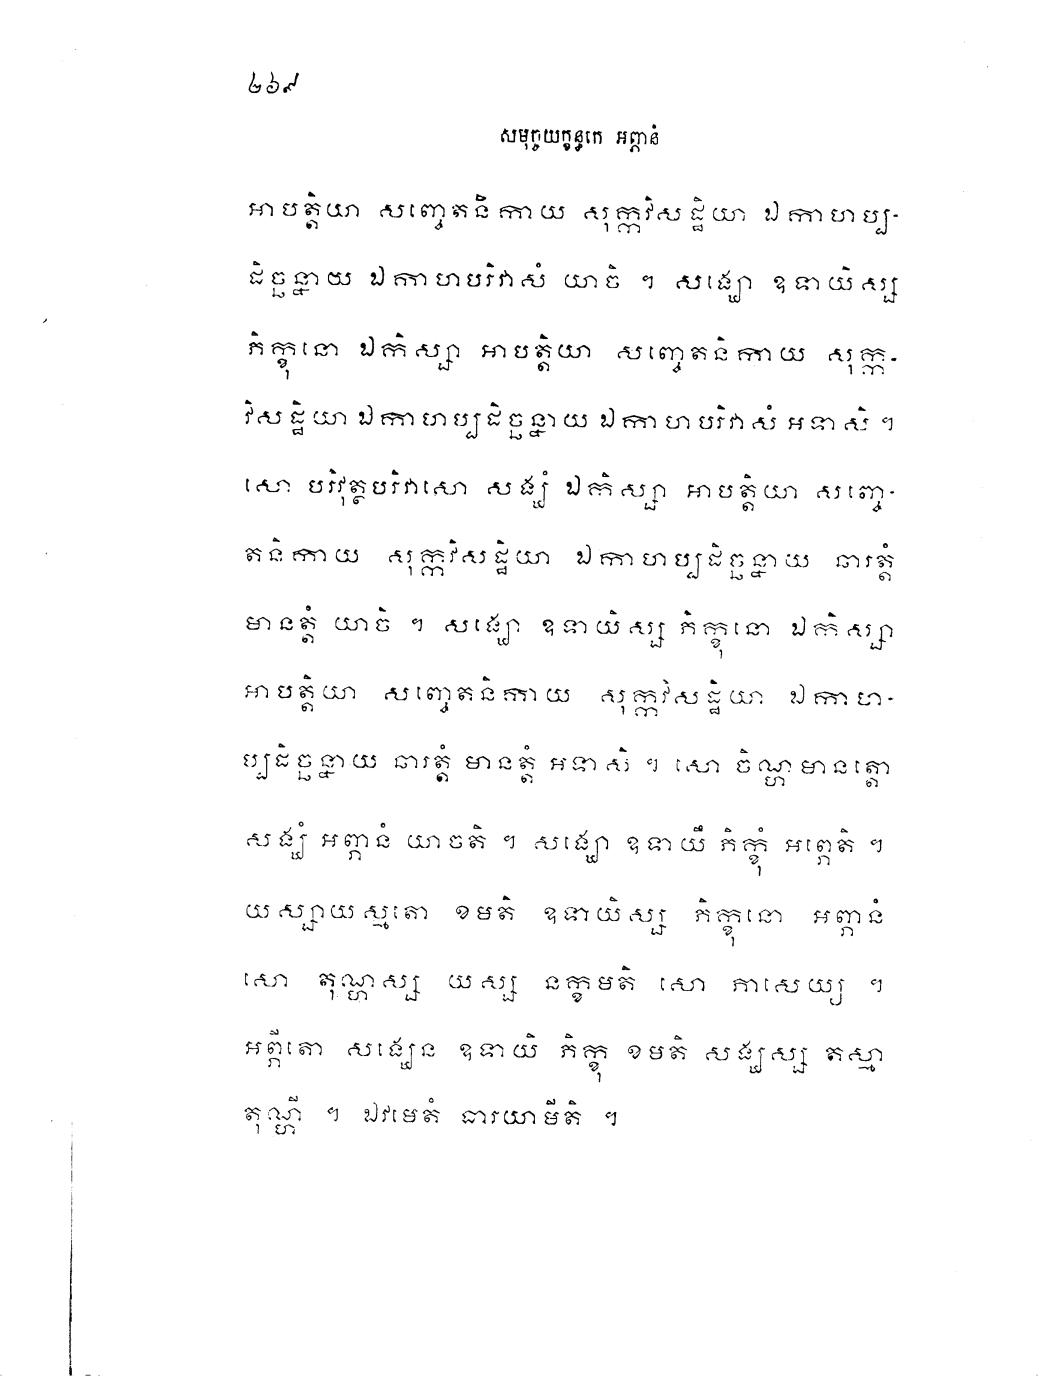 ២៦៩
សមុច្ចយក្ខន្ធកេ អព្ភានំ
អាបត្តិយា សញ្ចេតនិកាយ សុក្កវិសដ្ឋិយា ឯកាហប្ប-
ដិច្ឆន្នាយ ឯកាហបរិវាសំ យាចិ ។ សង្ឃោ ឧទាយិស្ស
ភិក្ខុនោ ឯកិស្សា អាបត្តិយា សញ្ចេតនិកាយ សុក្ក-
វិសដ្ឋិយា ឯកាហប្បដិច្ឆន្នាយ ឯកាហបរិវាសំ អទាសិ ។
សោ បរិវុត្ថបរិវាសោ សង្ឃំ ឯកិស្សា អាបត្តិយា សញ្ចេ-
តនិកាយ សុក្កវិសដ្ឋិយា ឯកាហប្បដិច្ឆន្នាយ ឆារត្តំ
មានត្តំ យាចិ ។ សង្ឃោ ឧទាយិស្ស ភិក្ខុនោ ឯកិស្សា
អាបត្តិយា សញ្ចេតនិកាយ សុក្កវិសដ្ឋិយា ឯកាហ-
ប្បដិច្ឆន្នាយ ឆារត្តំ មានត្តំ អទាសិ ។ សោ ចិណ្ណមានត្តោ
សង្ឃំ អព្ភានំ យាចតិ ។ សង្ឃោ ឧទាយឹ ភិក្ខុំ អព្ភេតិ ។
យស្សាយស្មតោ ខមតិ ឧទាយិស្ស ភិក្ខុនោ អព្ភានំ
សោ តុណ្ហស្ស យស្ស នក្ខមតិ សោ ភាសេយ្យ ។
អព្ភីតោ សង្ឃេន ឧទាយិ ភិក្ខុ ខមតិ សង្ឃស្ស តស្មា
តុណ្ហី ។ ឯវមេតំ ធារយាមីតិ ។